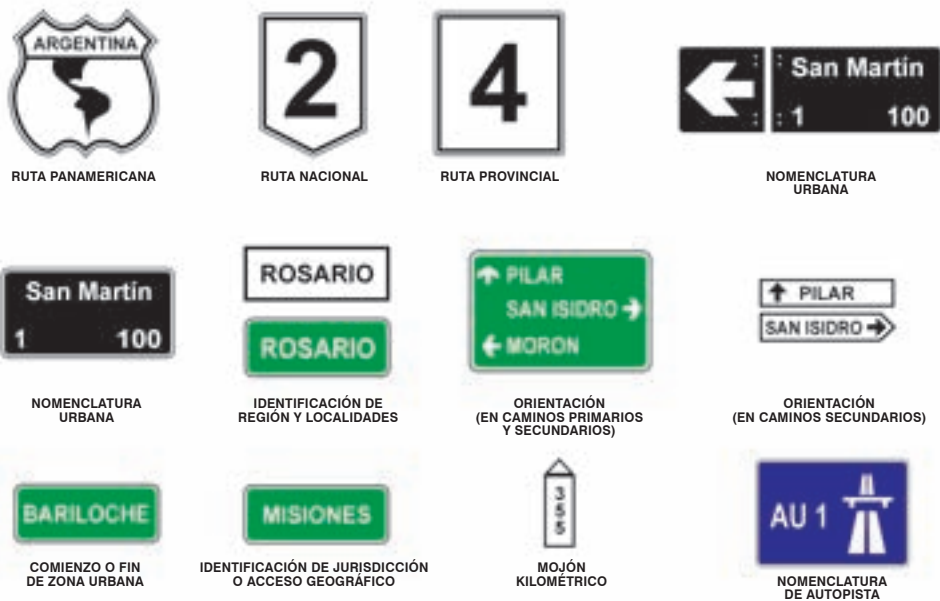 ARGENTINA
RUTA PANAMERICANA
2
RUTA NACIONAL
4
RUTA PROVINCIAL
San Martín
1 100
NOMENCLATURA
URBANA
San Martín
1 100
NOMENCLATURA
URBANA
ROSARIO
ROSARIO
IDENTIFICACIÓN DE
REGIÓN Y LOCALIDADES
PILAR
SAN ISIDRO
MORON
ORIENTACIÓN
(EN CAMINOS PRIMARIOS
Y SECUNDARIOS)
PILAR
SAN ISIDRO
ORIENTACIÓN
(EN CAMINOS SECUNDARIOS)
BARILOCHE
COMIENZO O FIN
DE ZONA URBANA
MISIONES
IDENTIFICACIÓN DE JURISDICCIÓN
O ACCESO GEOGRÁFICO
355
MOJÓN
KILOMÉTRICO
AU 1
NOMENCLATURA
DE AUTOPISTA